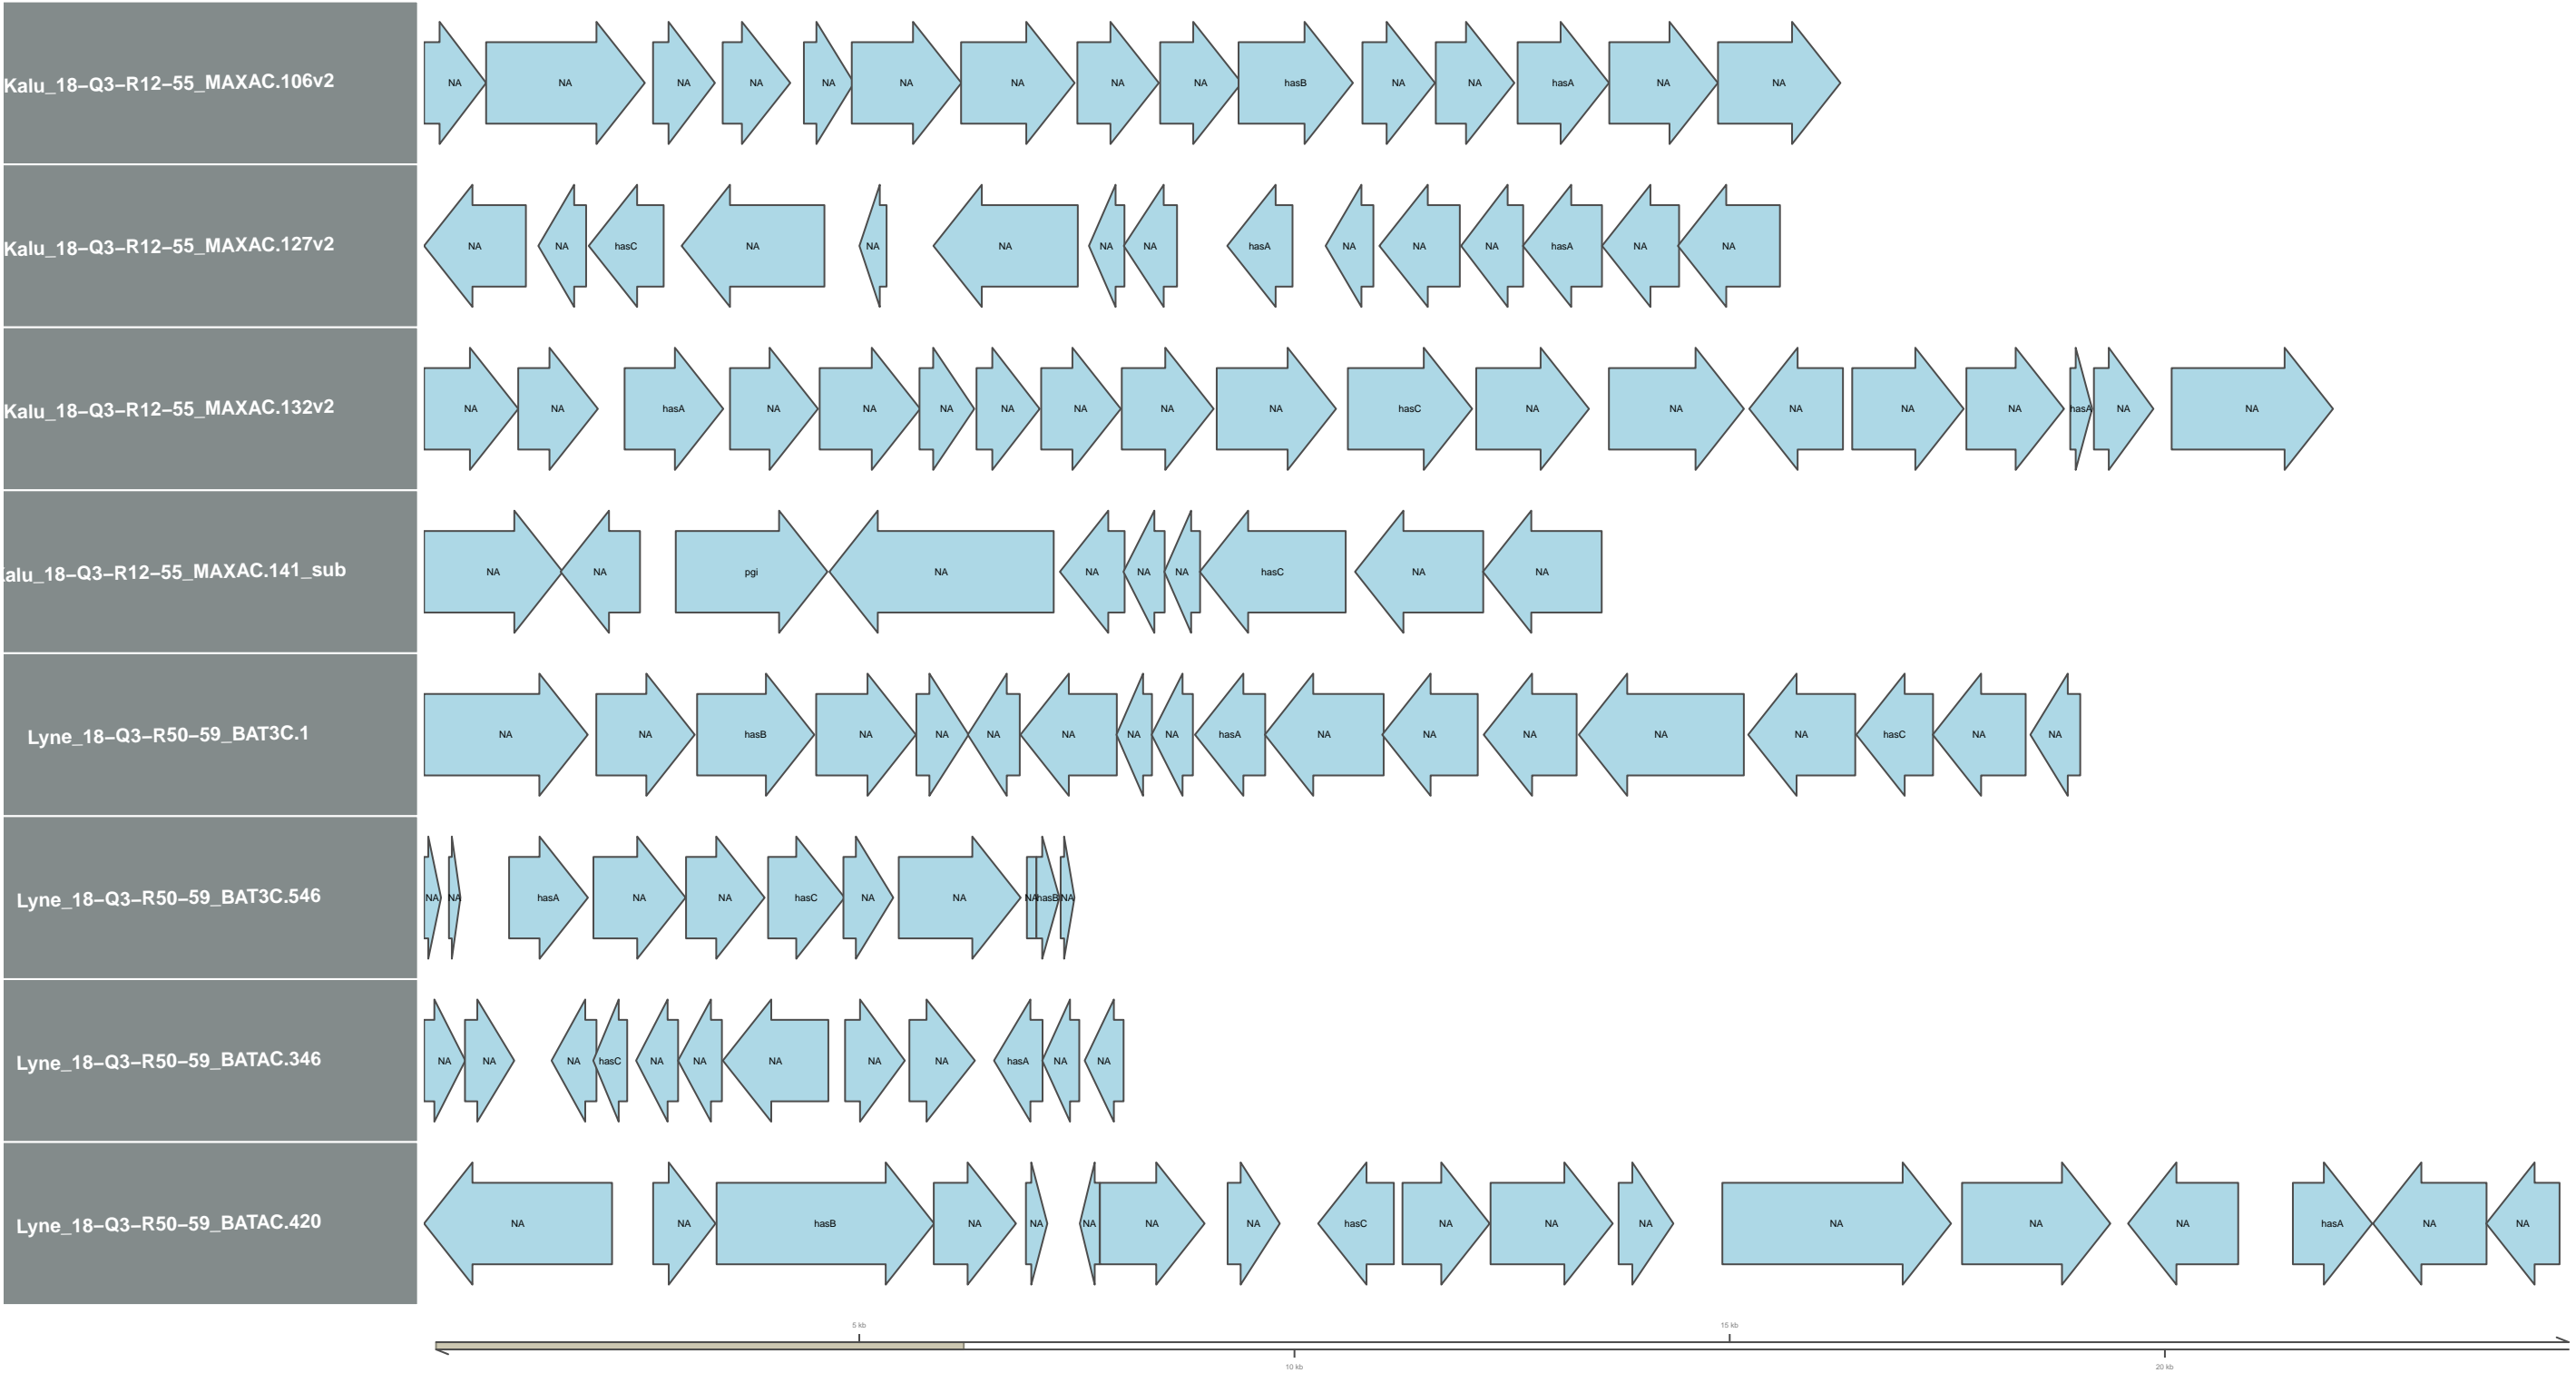 Kalu_18-Q3-R12-55_MAXAC.106v2 NA NA NA NA NA NA NA NA NA hasB NA NA hasA NA NA
Kalu_18-Q3-R12-55_MAXAC.127v2 NA NA hasC NA NA NA NA NA hasA NA NA NA hasA NA NA
Kalu_18-Q3-R12-55_MAXAC.132v2 NA NA hasA NA NA NA NA NA NA NA hasC NA NA NA NA NA hasA NA NA
alu_18-Q3-R12-55_MAXAC.141_sub NA NA pgi NA NA NA NA hasC NA NA
Lyne_18-Q3-R50-59_BAT3C.1 NA NA hasB NA NA NA NA NA NA hasA NA NA NA NA NA hasC NA NA
Lyne_18-Q3-R50-59_BAT3C.546 NA NA hasA NA NA hasC NA NA NA hasB NA
Lyne_18-Q3-R50-59_BATAC.346 NA NA NA hasC NA NA NA NA NA hasA NA NA
Lyne_18-Q3-R50-59_BATAC.420 NA NA hasB NA NA NA NA NA hasC NA NA NA NA NA NA hasA NA NA
5 kb 15 kb
10 kb 20 kb